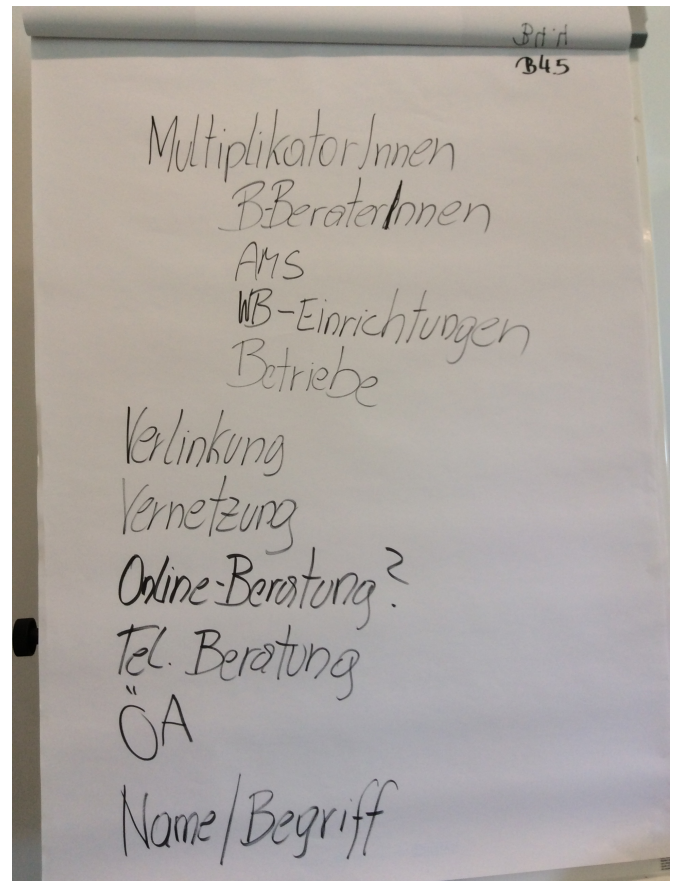 B45
MultiplikatorInnen
B-BeraterInnen
AMS
WB-Einrichtungen
Betriebe
Verlinkung
Vernetzung
Online-Beratung?
Tel. Beratung
ÖA
Name/Begriff